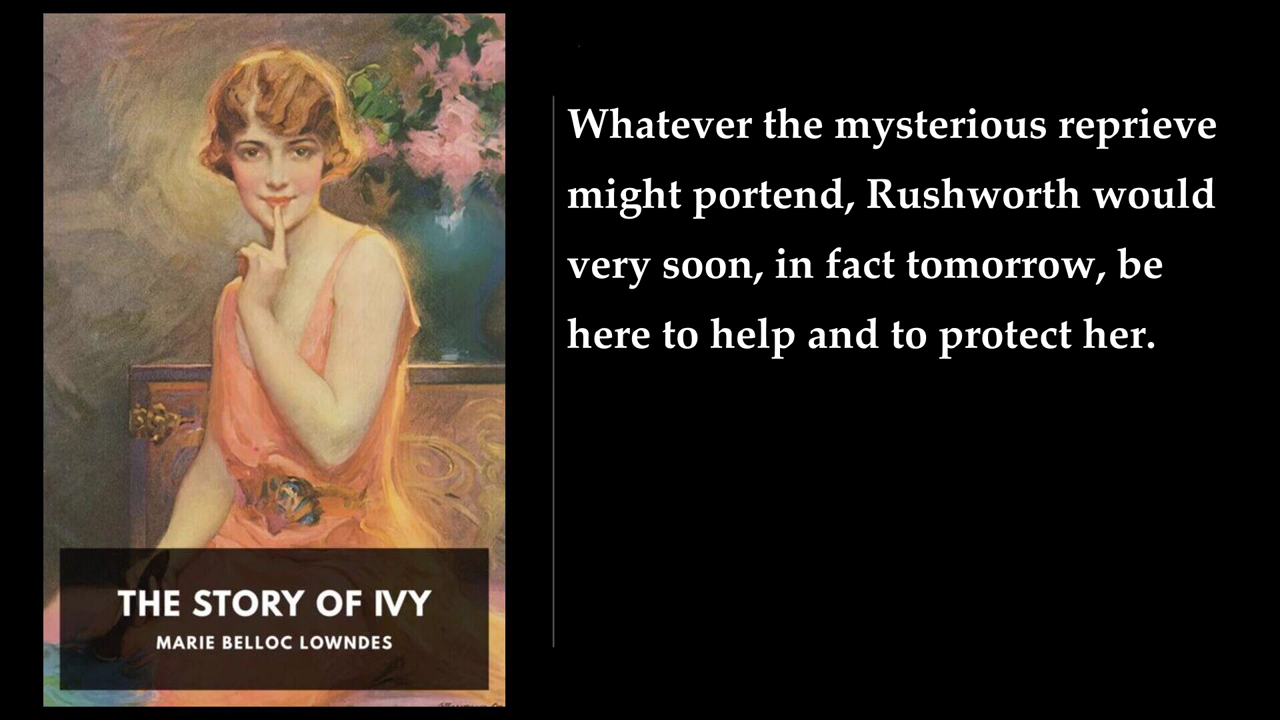 THE STORY OF IVY
MARIE BELLOC LOWNDES
Whatever the mysterious reprieve
might portend, Rushworth would
very soon, in fact tomorrow, be
here to help and to protect her.